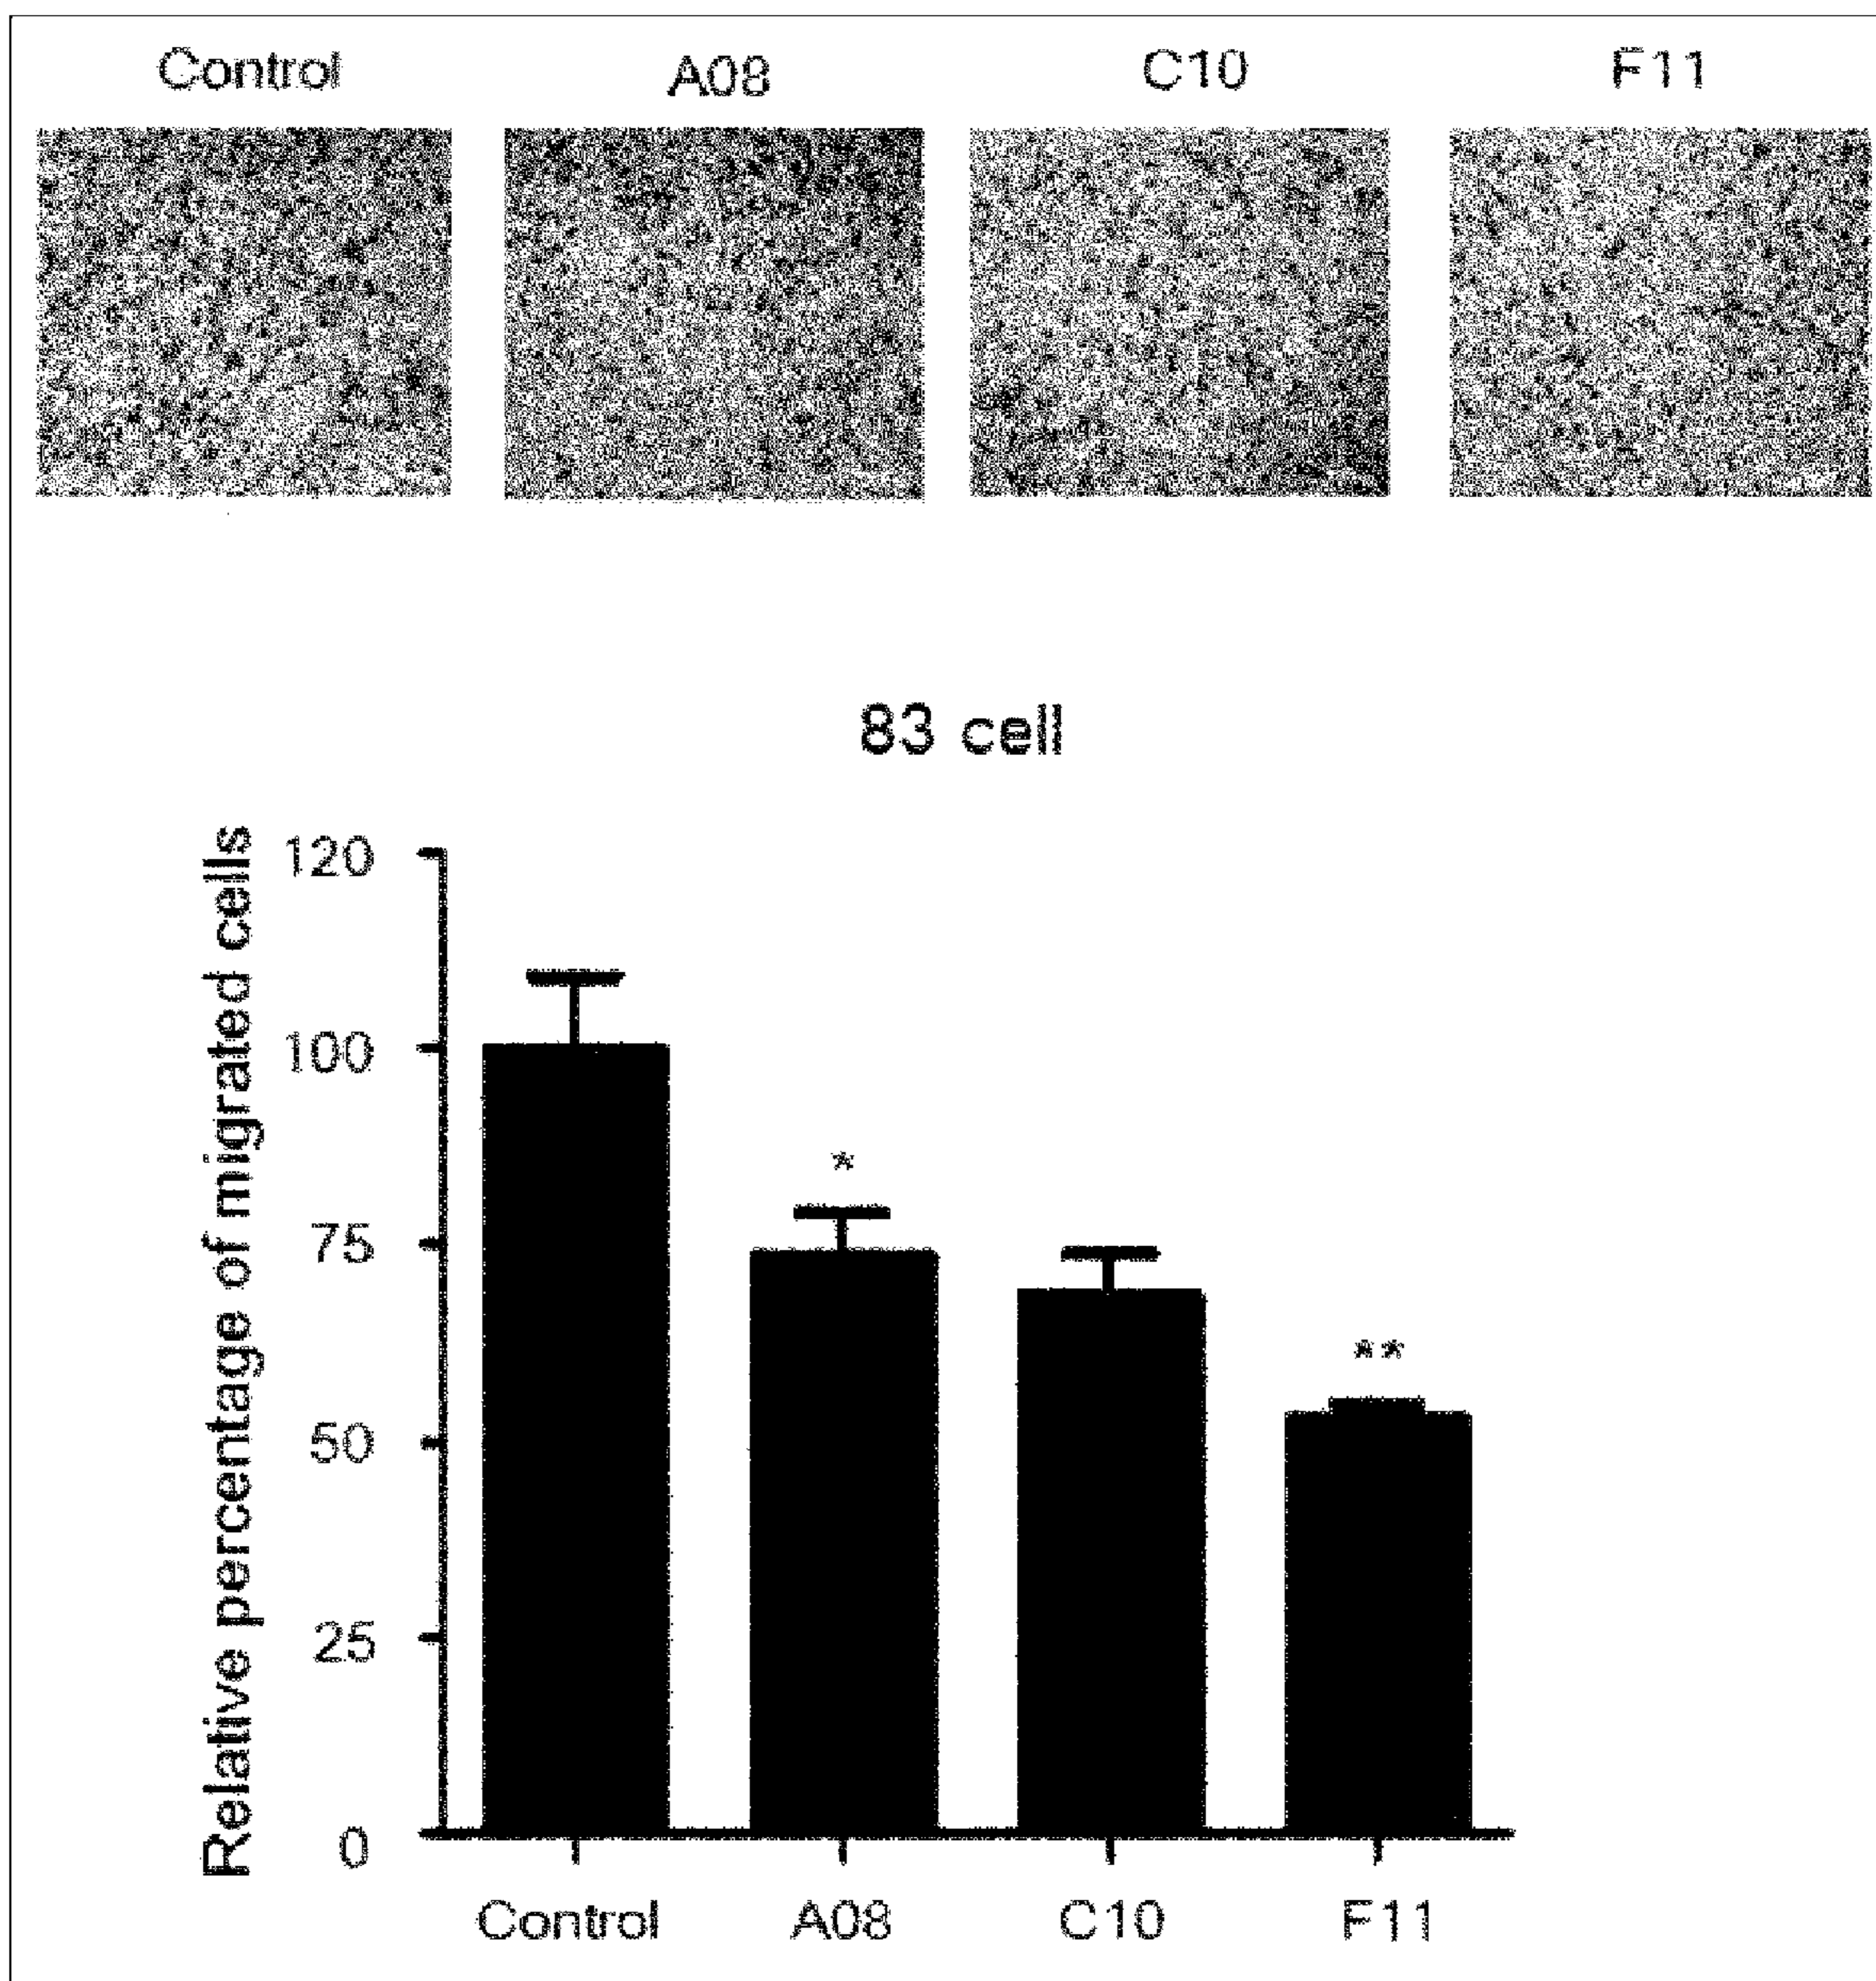 Control A08 C10 F11
83 cell
Relative percentage of migrated cells
120
100
75
50
25
0
*
**
Control A08 C10 F11